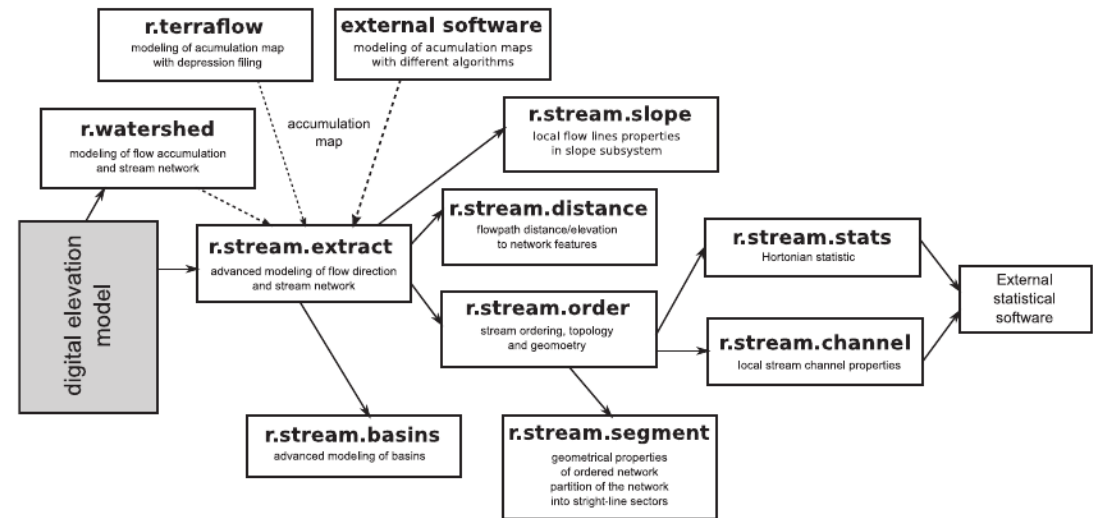 r.terraflow
modeling of acumulation map
with depression filing
external software
modeling of acumulation maps
with different algorithms
accumulation
map
r.watershed
modeling of flow accumulation
and stream network
r.stream.slope
local flow lines properties
in slope subsystem
r.stream.distance
flowpath distance/elevation
to network features
r.stream.extract
advanced modeling of flow direction
and stream network
digital elevation
model
r.stream.stats
Hortonian statistic
r.stream.order
stream ordering, topology
and geomoetry
External
statistical
software
r.stream.channel
local stream channel properties
r.stream.basins
advanced modeling of basins
r.stream.segment
geometrical properties
of ordered network
partition of the network
into stright-line sectors